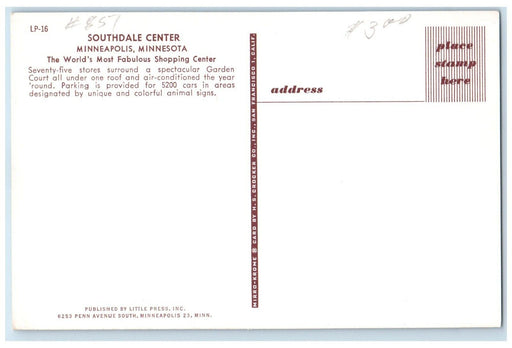 LP-16
#851
SOUTHDALE CENTER
MINNEAPOLIS, MINNESOTA
The World's Most Fabulous Shopping Center
Seventy-five stores surround a spectacular Garden
Court all under one roof and air-conditioned the year
'round. Parking is provided for 5200 cars in areas
designated by unique and colorful animal signs.
PUBLISHED BY LITTLE PRESS, INC.
6253 PENN AVENUE SOUTH, MINNEAPOLIS 23, MINN.
MIRRO-KROME ® CARD BY H. S. CROCKER CO., INC., SAN FRANCISCO 1, CALIF.
#3 00
address
place
stamp
here